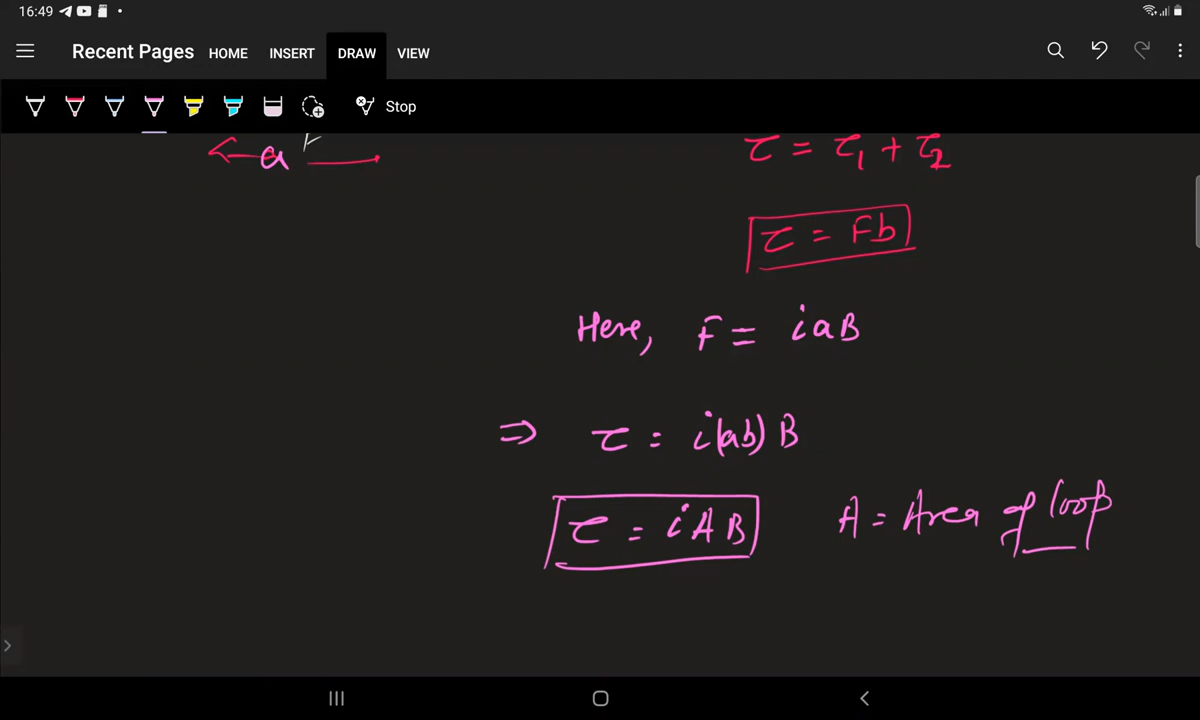 16:49
Recent Pages HOME INSERT DRAW VIEW
Stop
a
τ = τ1 + τ2
τ = Fb
Here, F = iaB
⇒ τ = i(ab) B
τ = iAB A = Area of loop